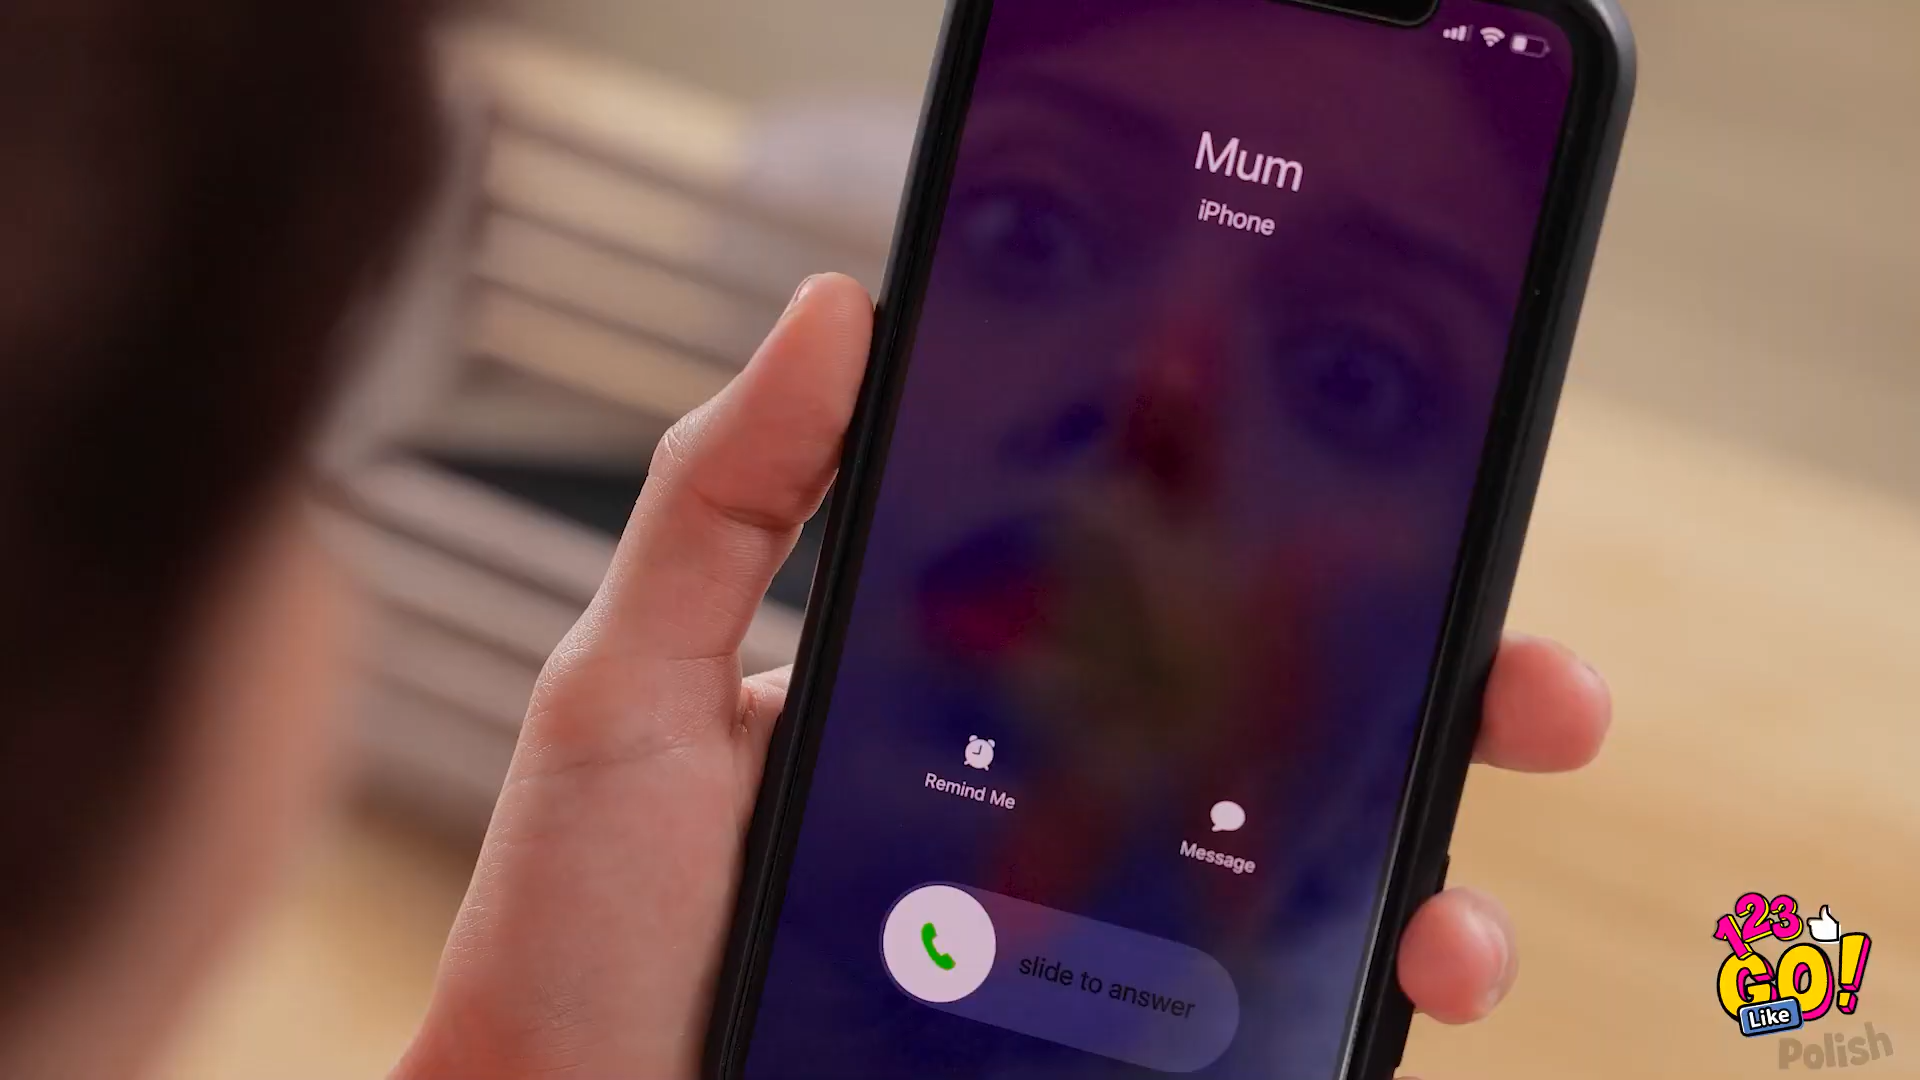 Mum
iPhone
Remind Me
Message
slide to answer
123
GO!
Like
Polish